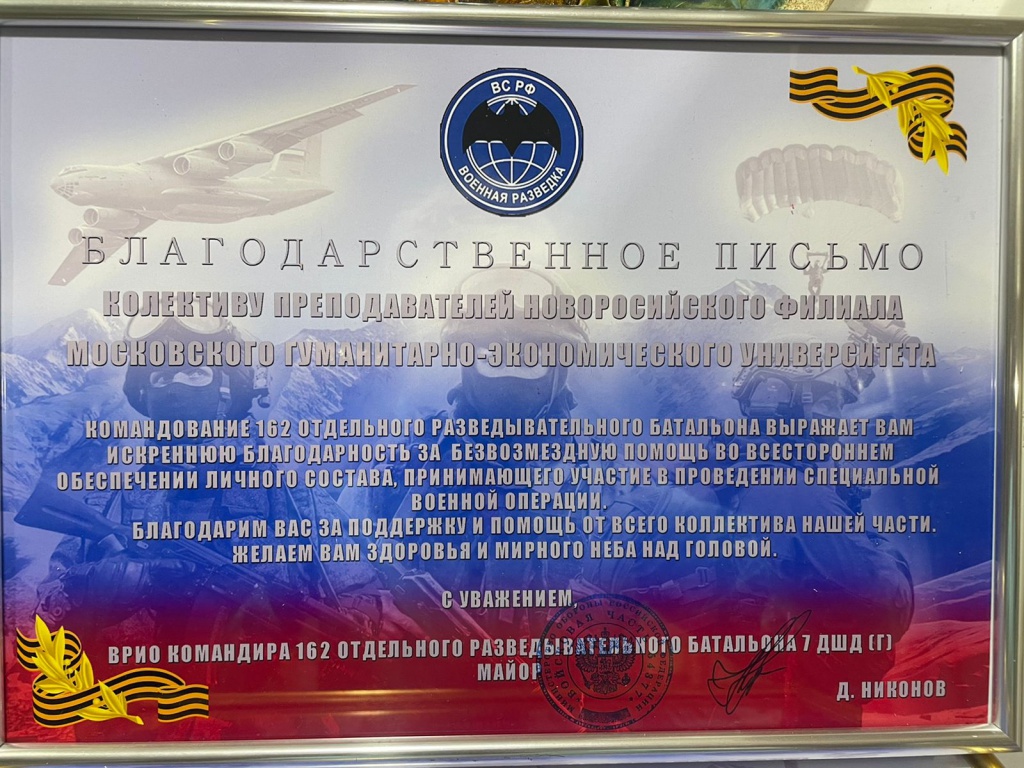 ВС РФ
ВОЕННАЯ РАЗВЕДКА
БЛАГОДАРСТВЕННОЕ ПИСЬМО
КОЛЕКТИВУ ПРЕПОДАВАТЕЛЕЙ НОВОРОСИЙСКОГО ФИЛИАЛА
МОСКОВСКОГО ГУМАНИТАРНО-ЭКОНОМИЧЕСКОГО УНИВЕРСИТЕТА
КОМАНДОВАНИЕ 162 ОТДЕЛЬНОГО РАЗВЕДЫВАТЕЛЬНОГО БАТАЛЬОНА ВЫРАЖАЕТ ВАМ
ИСКРЕННЮЮ БЛАГОДАРНОСТЬ ЗА БЕЗВОЗМЕЗДНУЮ ПОМОЩЬ ВО ВСЕСТОРОННЕМ
ОБЕСПЕЧЕНИИ ЛИЧНОГО СОСТАВА, ПРИНИМАЮЩЕГО УЧАСТИЕ В ПРОВЕДЕНИИ СПЕЦИАЛЬНОЙ
ВОЕННОЙ ОПЕРАЦИИ.
БЛАГОДАРИМ ВАС ЗА ПОДДЕРЖКУ И ПОМОЩЬ ОТ ВСЕГО КОЛЛЕКТИВА НАШЕЙ ЧАСТИ.
ЖЕЛАЕМ ВАМ ЗДОРОВЬЯ И МИРНОГО НЕБА НАД ГОЛОВОЙ.
С УВАЖЕНИЕМ,
ВРИО КОМАНДИРА 162 ОТДЕЛЬНОГО РАЗВЕДЫВАТЕЛЬНОГО БАТАЛЬОНА 7 ДШД (Г)
МАЙОР
Д. НИКОНОВ